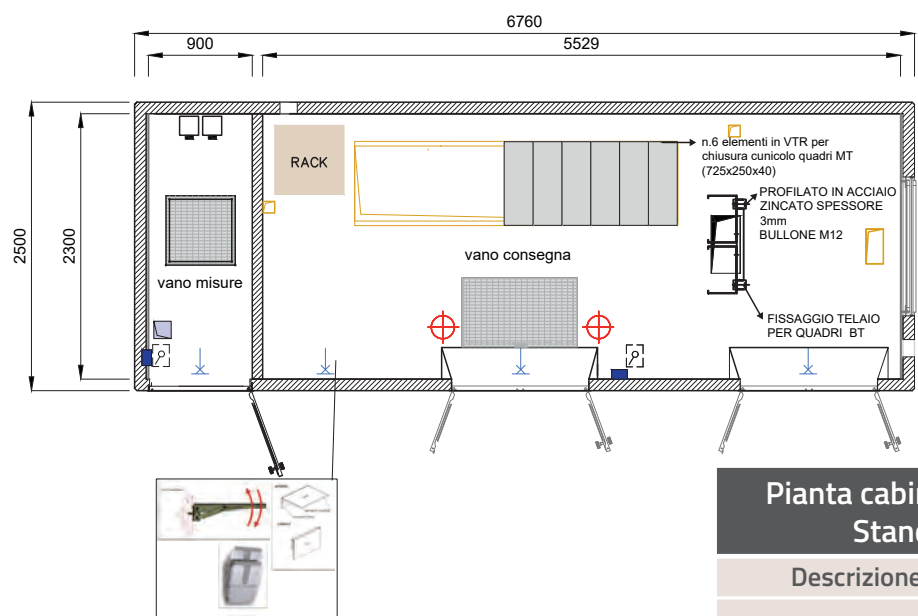 6760
900
5529
2500
2300
RACK
n.6 elementi in VTR per
chiusura cunicolo quadri MT
(725x250x40)
PROFILATO IN ACCIAIO
ZINCATO SPESSORE
3mm
BULLONE M12
vano misure
vano consegna
FISSAGGIO TELAIO
PER QUADRI BT
Pianta cabin
Stand
Descrizione